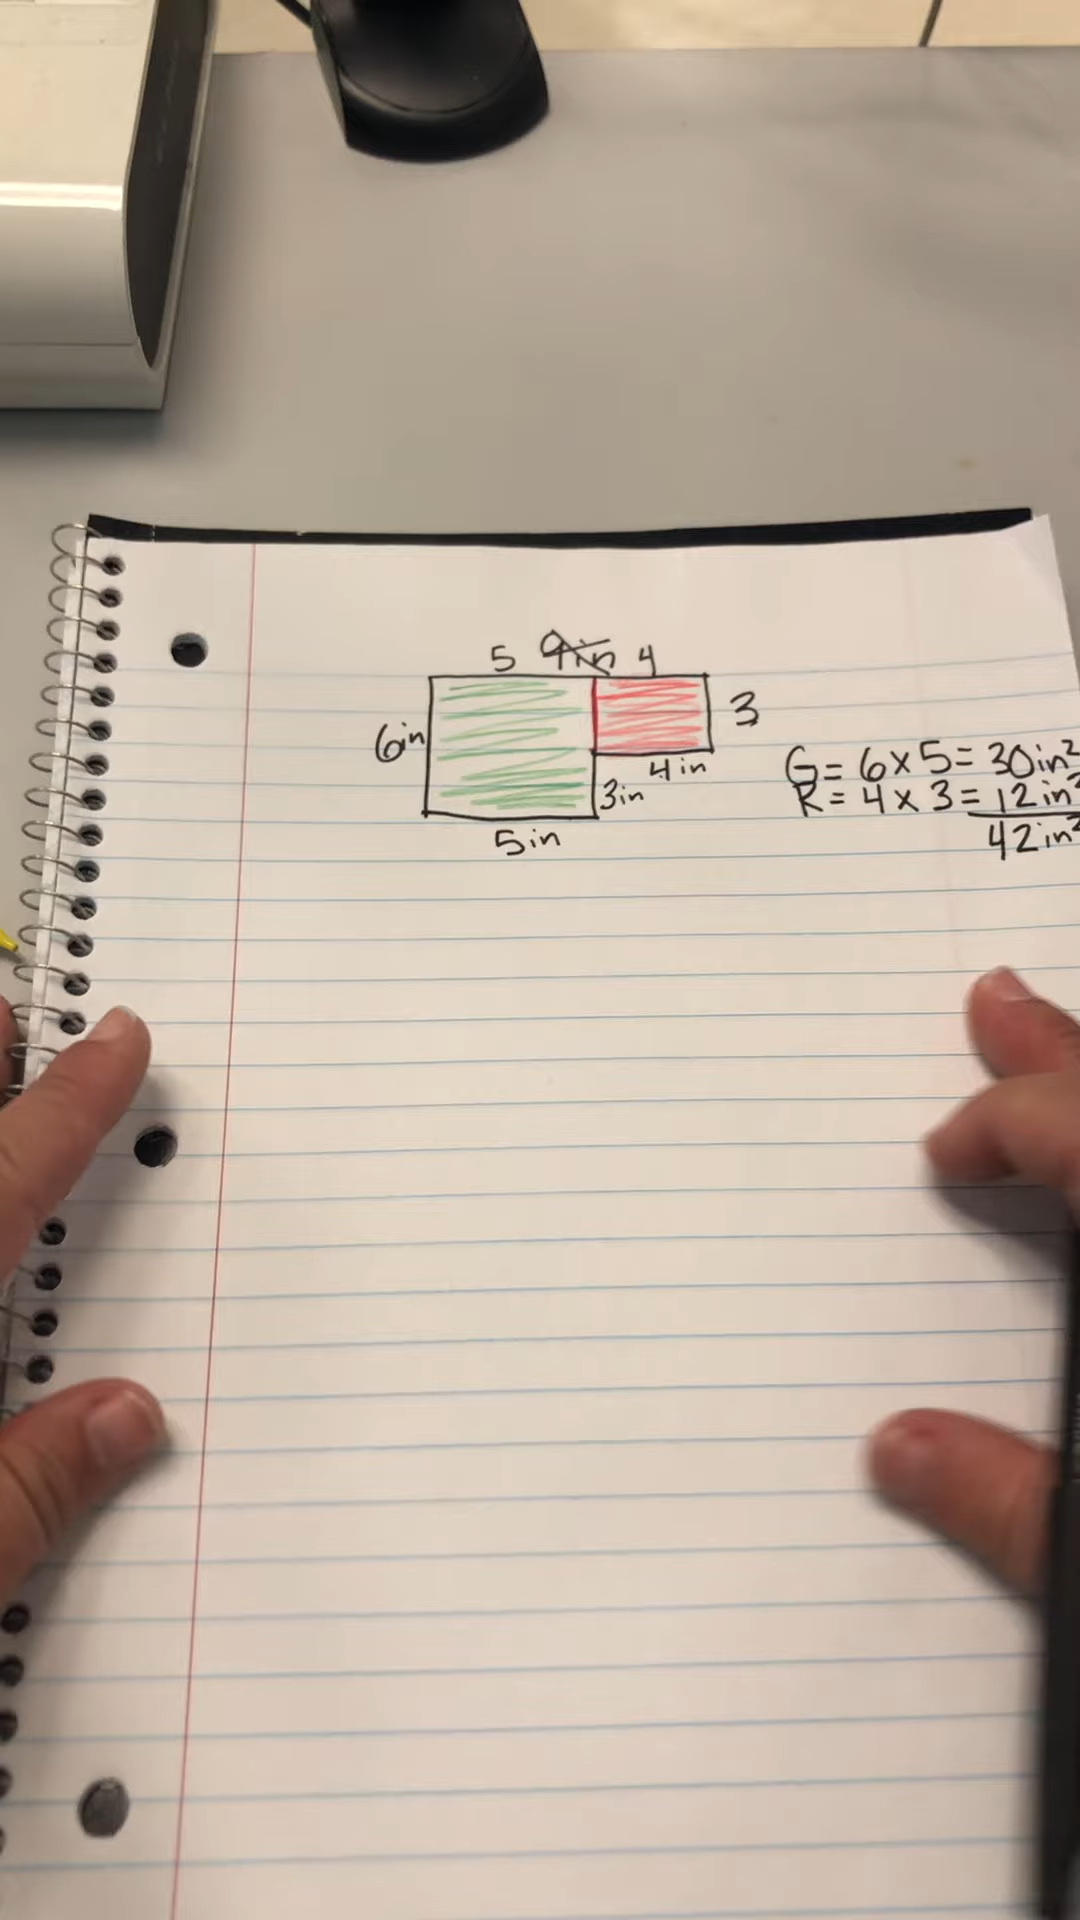 5 9in 4
6in
3
4in
3in
5in
G = 6 x 5 = 30in²
R = 4 x 3 = 12in²
42in²